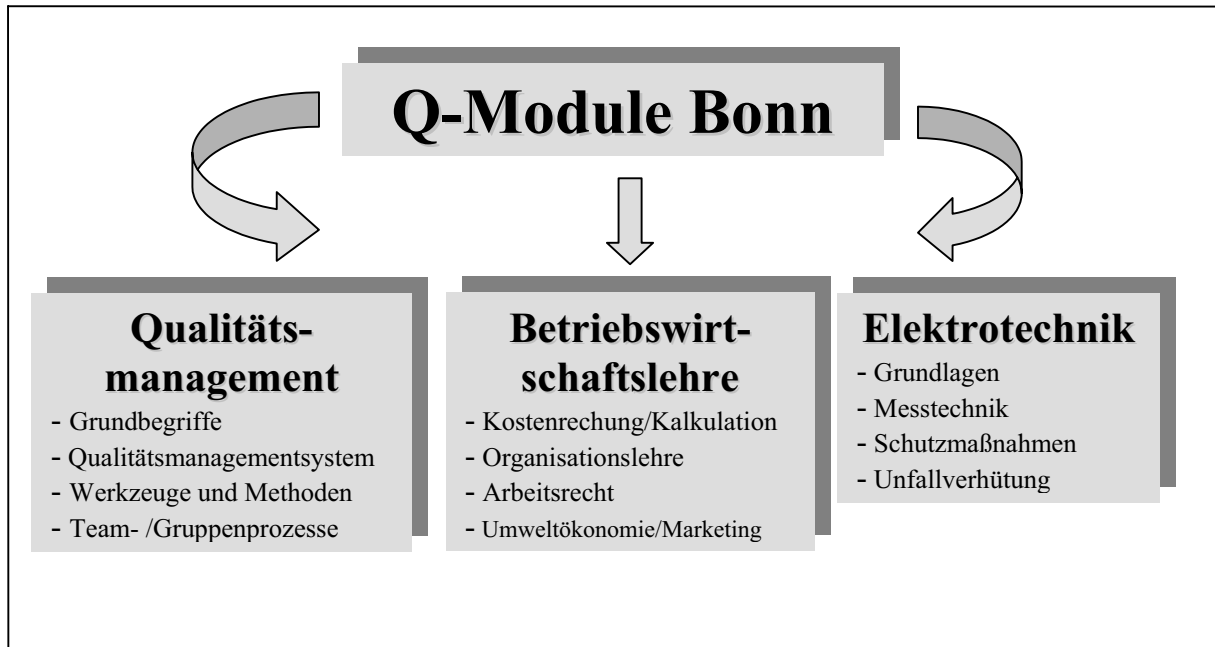 Q-Module Bonn
Qualitäts-
management
- Grundbegriffe
- Qualitätsmanagementsystem
- Werkzeuge und Methoden
- Team- /Gruppenprozesse
Betriebswirt-
schaftslehre
- Kostenrechung/Kalkulation
- Organisationslehre
- Arbeitsrecht
- Umweltökonomie/Marketing
Elektrotechnik
- Grundlagen
- Messtechnik
- Schutzmaßnahmen
- Unfallverhütung